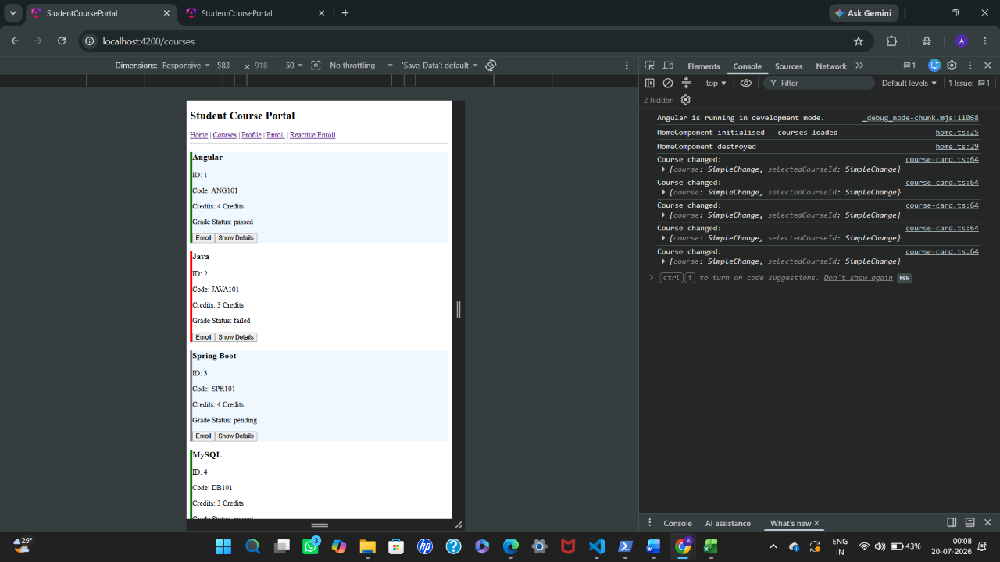 StudentCoursePortal
StudentCoursePortal
Ask Gemini
localhost:4200/courses
A
Dimensions: Responsive 583 × 918 50 No throttling 'Save-Data': default
Elements Console Sources Network 1
top Filter Default levels 1 Issue: 1
2 hidden
Student Course Portal
Home | Courses | Profile | Enroll | Reactive Enroll
Angular
ID: 1
Code: ANG101
Credits: 4 Credits
Grade Status: passed
Enroll Show Details
Java
ID: 2
Code: JAVA101
Credits: 3 Credits
Grade Status: failed
Enroll Show Details
Spring Boot
ID: 3
Code: SPR101
Credits: 4 Credits
Grade Status: pending
Enroll Show Details
MySQL
ID: 4
Code: DB101
Credits: 3 Credits
Grade Status: passed
Angular is running in development mode. _debug_node-chunk.mjs:11068
HomeComponent initialised — courses loaded home.ts:25
HomeComponent destroyed home.ts:29
Course changed: course-card.ts:64
{course: SimpleChange, selectedCourseId: SimpleChange}
Course changed: course-card.ts:64
{course: SimpleChange, selectedCourseId: SimpleChange}
Course changed: course-card.ts:64
{course: SimpleChange, selectedCourseId: SimpleChange}
Course changed: course-card.ts:64
{course: SimpleChange, selectedCourseId: SimpleChange}
Course changed: course-card.ts:64
{course: SimpleChange, selectedCourseId: SimpleChange}
ctrl i to turn on code suggestions. Don't show again NEW
Console AI assistance What's new
29°
3
A
ENG
IN
43%
00:08
20-07-2026